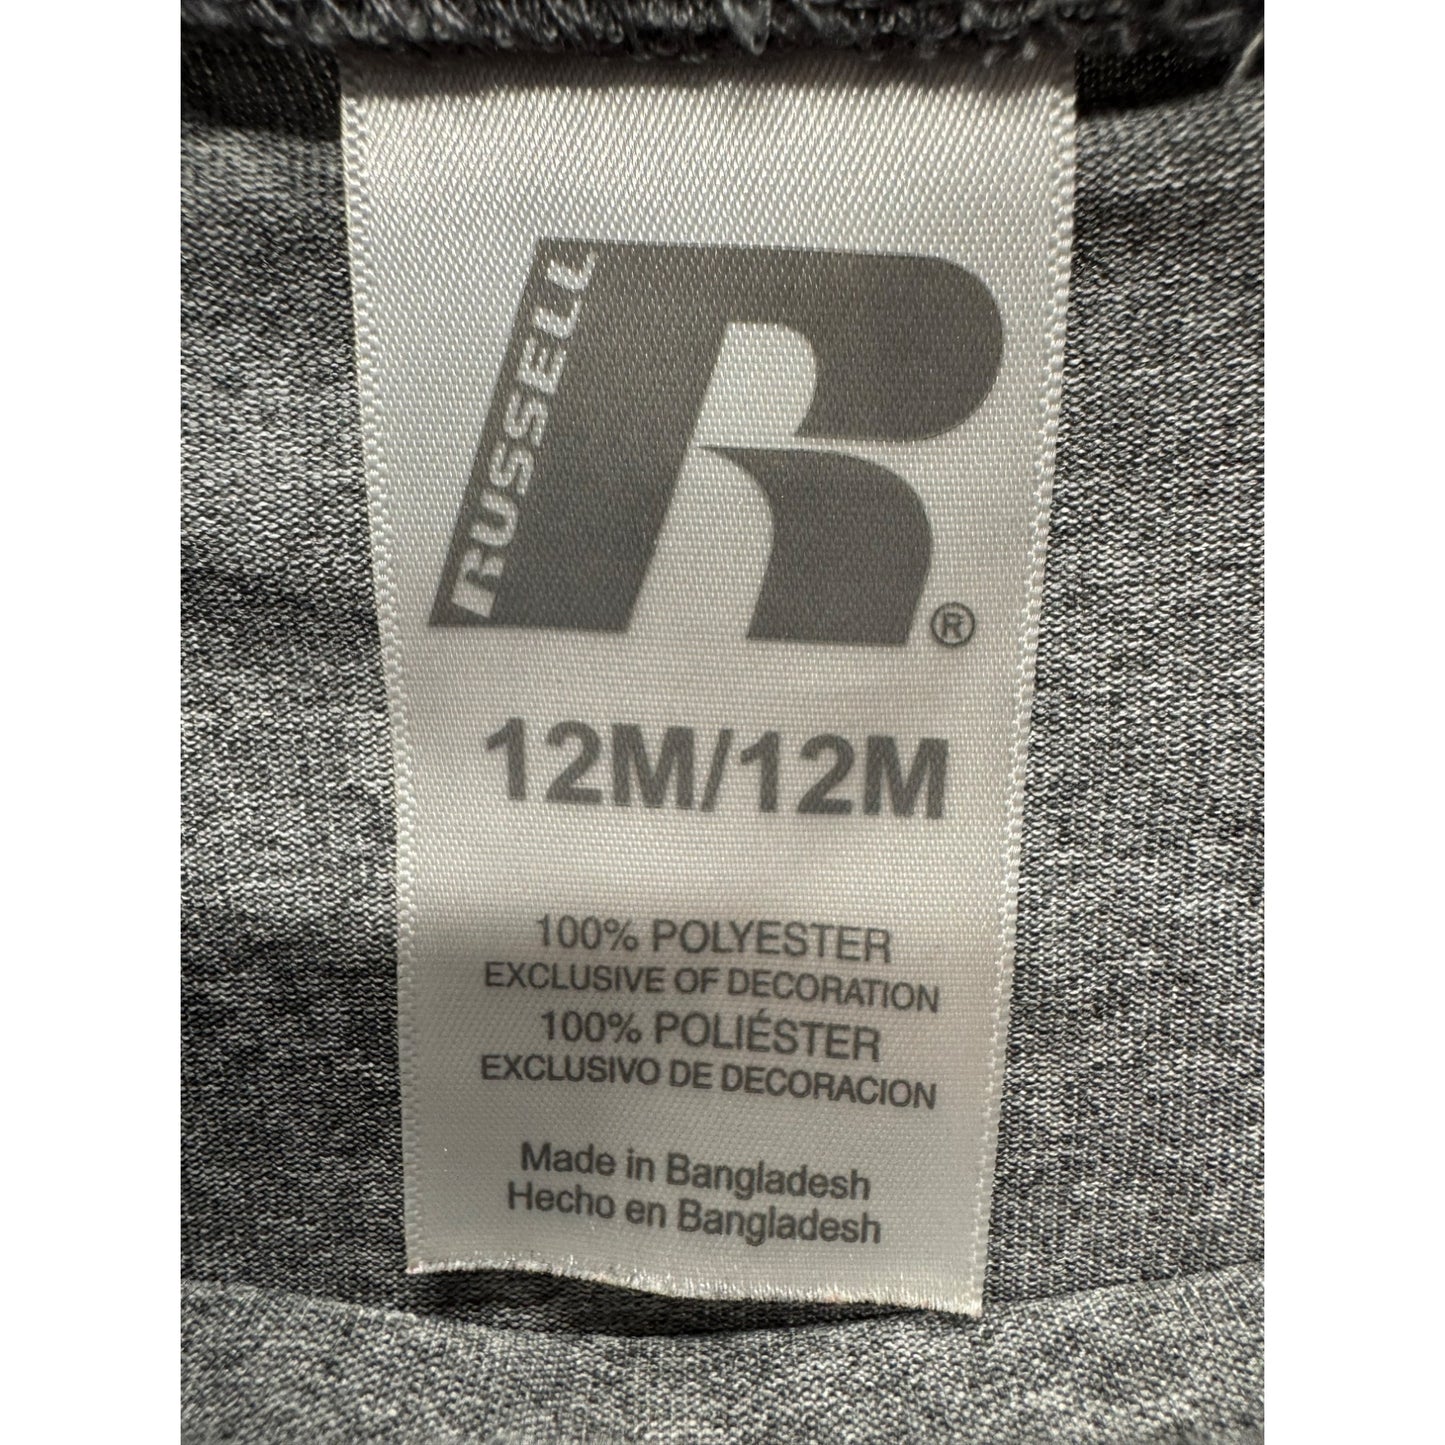 RUSSELL
R
®
12M/12M
100% POLYESTER
EXCLUSIVE OF DECORATION
100% POLIÉSTER
EXCLUSIVO DE DECORACION
Made in Bangladesh
Hecho en Bangladesh